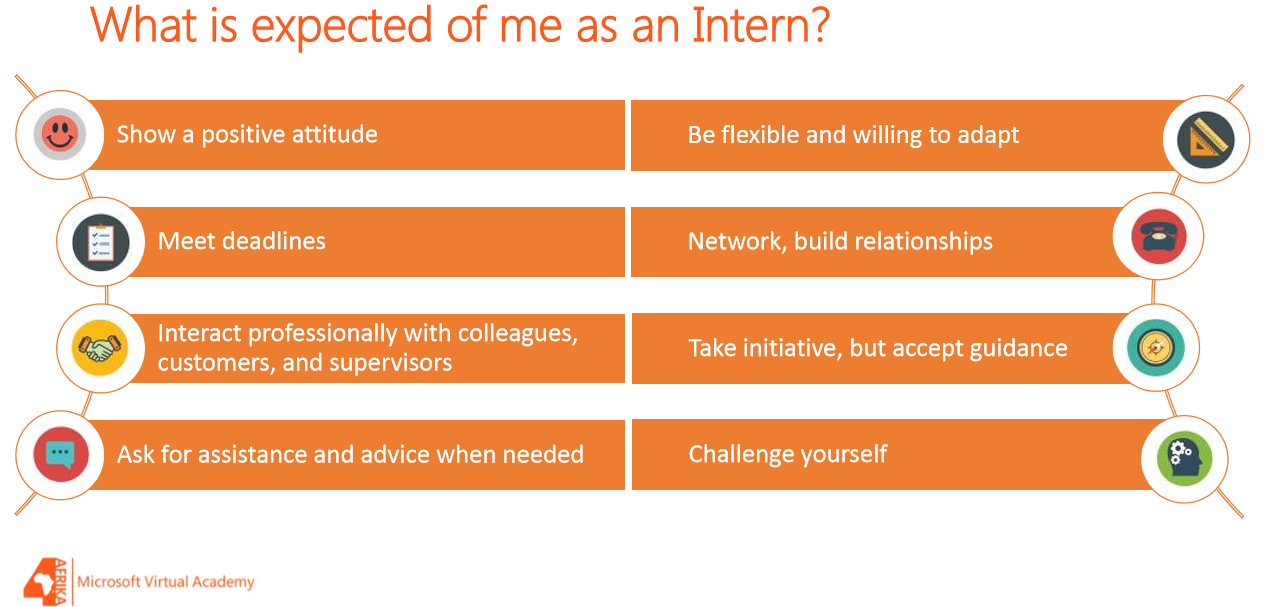 What is expected of me as an Intern?
Show a positive attitude
Meet deadlines
Interact professionally with colleagues,
customers, and supervisors
Ask for assistance and advice when needed
Be flexible and willing to adapt
Network, build relationships
Take initiative, but accept guidance
Challenge yourself
4 AFRIKA
Microsoft Virtual Academy